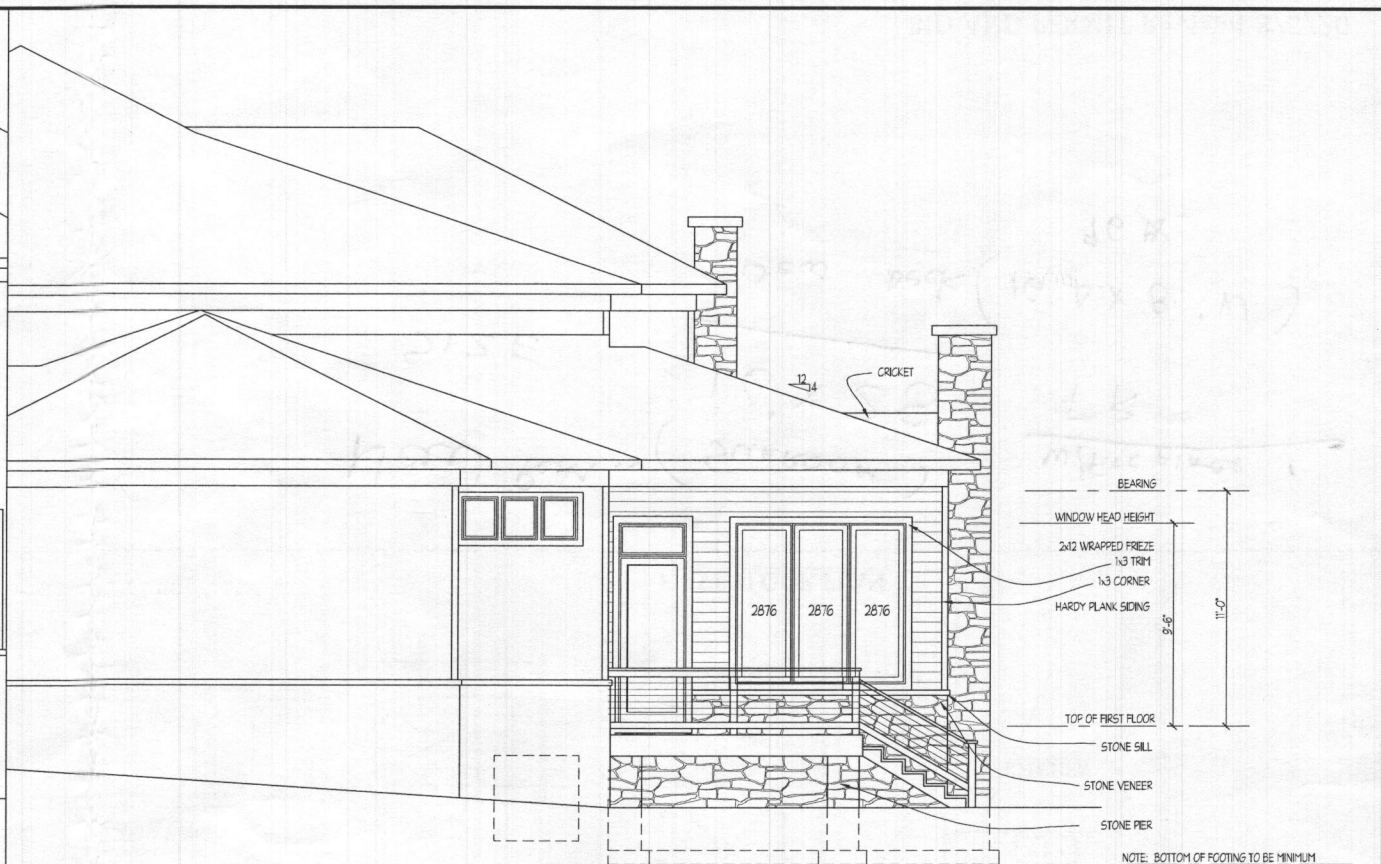 CRICKET
12
4
BEARING
WINDOW HEAD HEIGHT
2x12 WRAPPED FRIEZE
1x3 TRIM
1x3 CORNER
HARDY PLANK SIDING
2876 2876 2876
9'-6"
11'-0"
TOP OF FIRST FLOOR
STONE SILL
STONE VENEER
STONE PIER
NOTE: BOTTOM OF FOOTING TO BE MINIMUM